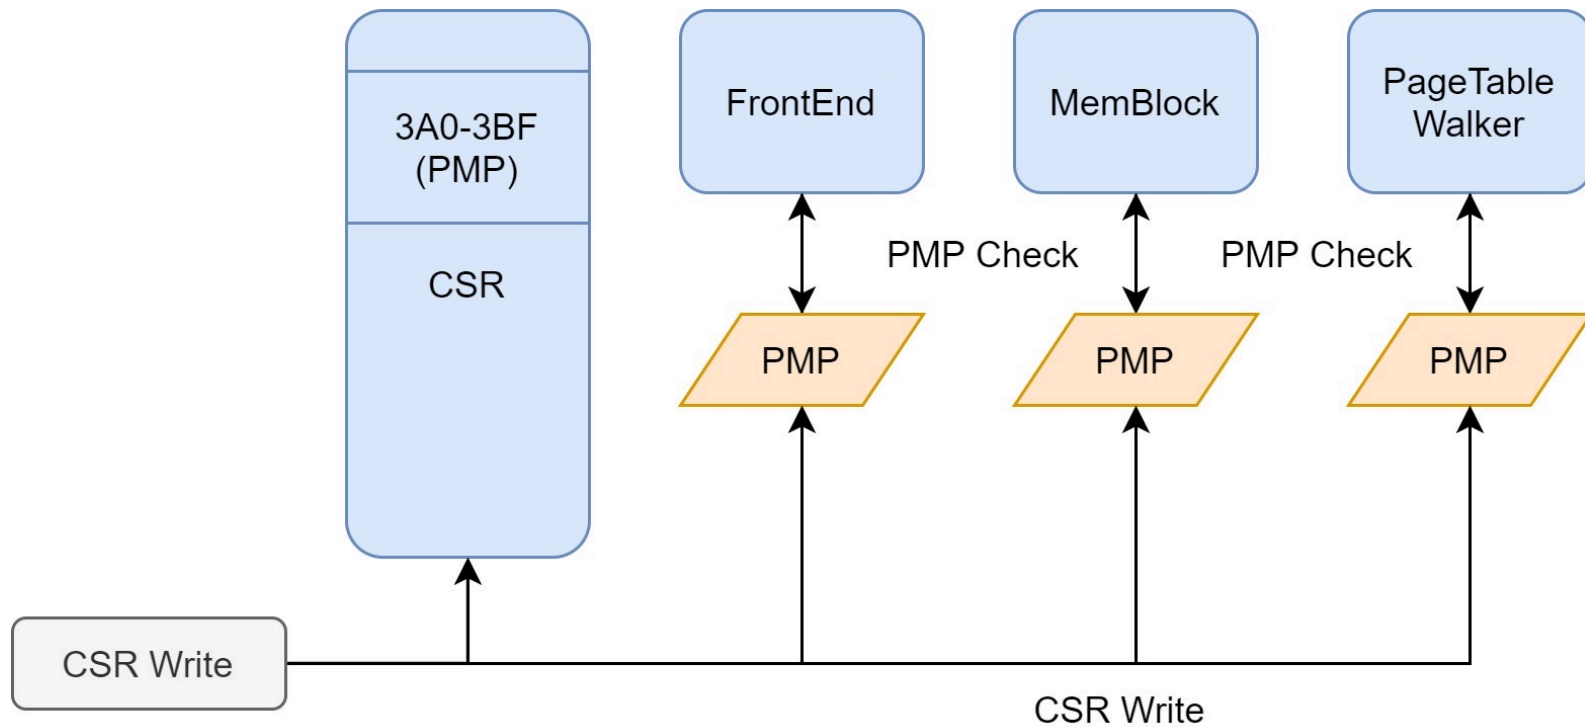 3A0-3BF
(PMP)
CSR
FrontEnd
MemBlock
PageTable
Walker
PMP Check
PMP Check
PMP
PMP
PMP
CSR Write
CSR Write